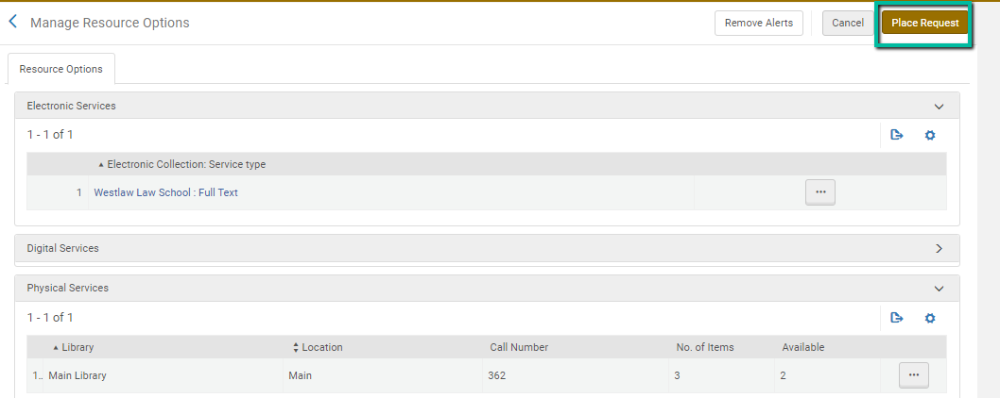 Manage Resource Options Remove Alerts Cancel Place Request
Resource Options
Electronic Services
1 - 1 of 1
Electronic Collection: Service type
1 Westlaw Law School : Full Text ...
Digital Services
Physical Services
1 - 1 of 1
Library Location Call Number No. of Items Available
1.. Main Library Main 362 3 2 ...